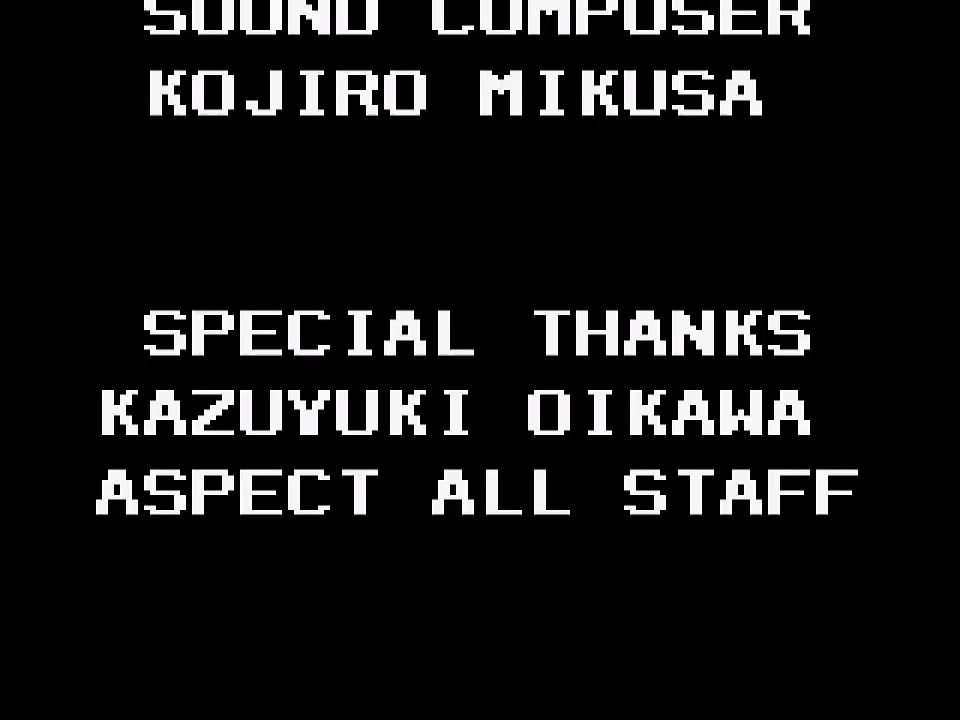 SOUND COMPOSER
KOJIRO MIKUSA
SPECIAL THANKS
KAZUYUKI OIKAWA
ASPECT ALL STAFF